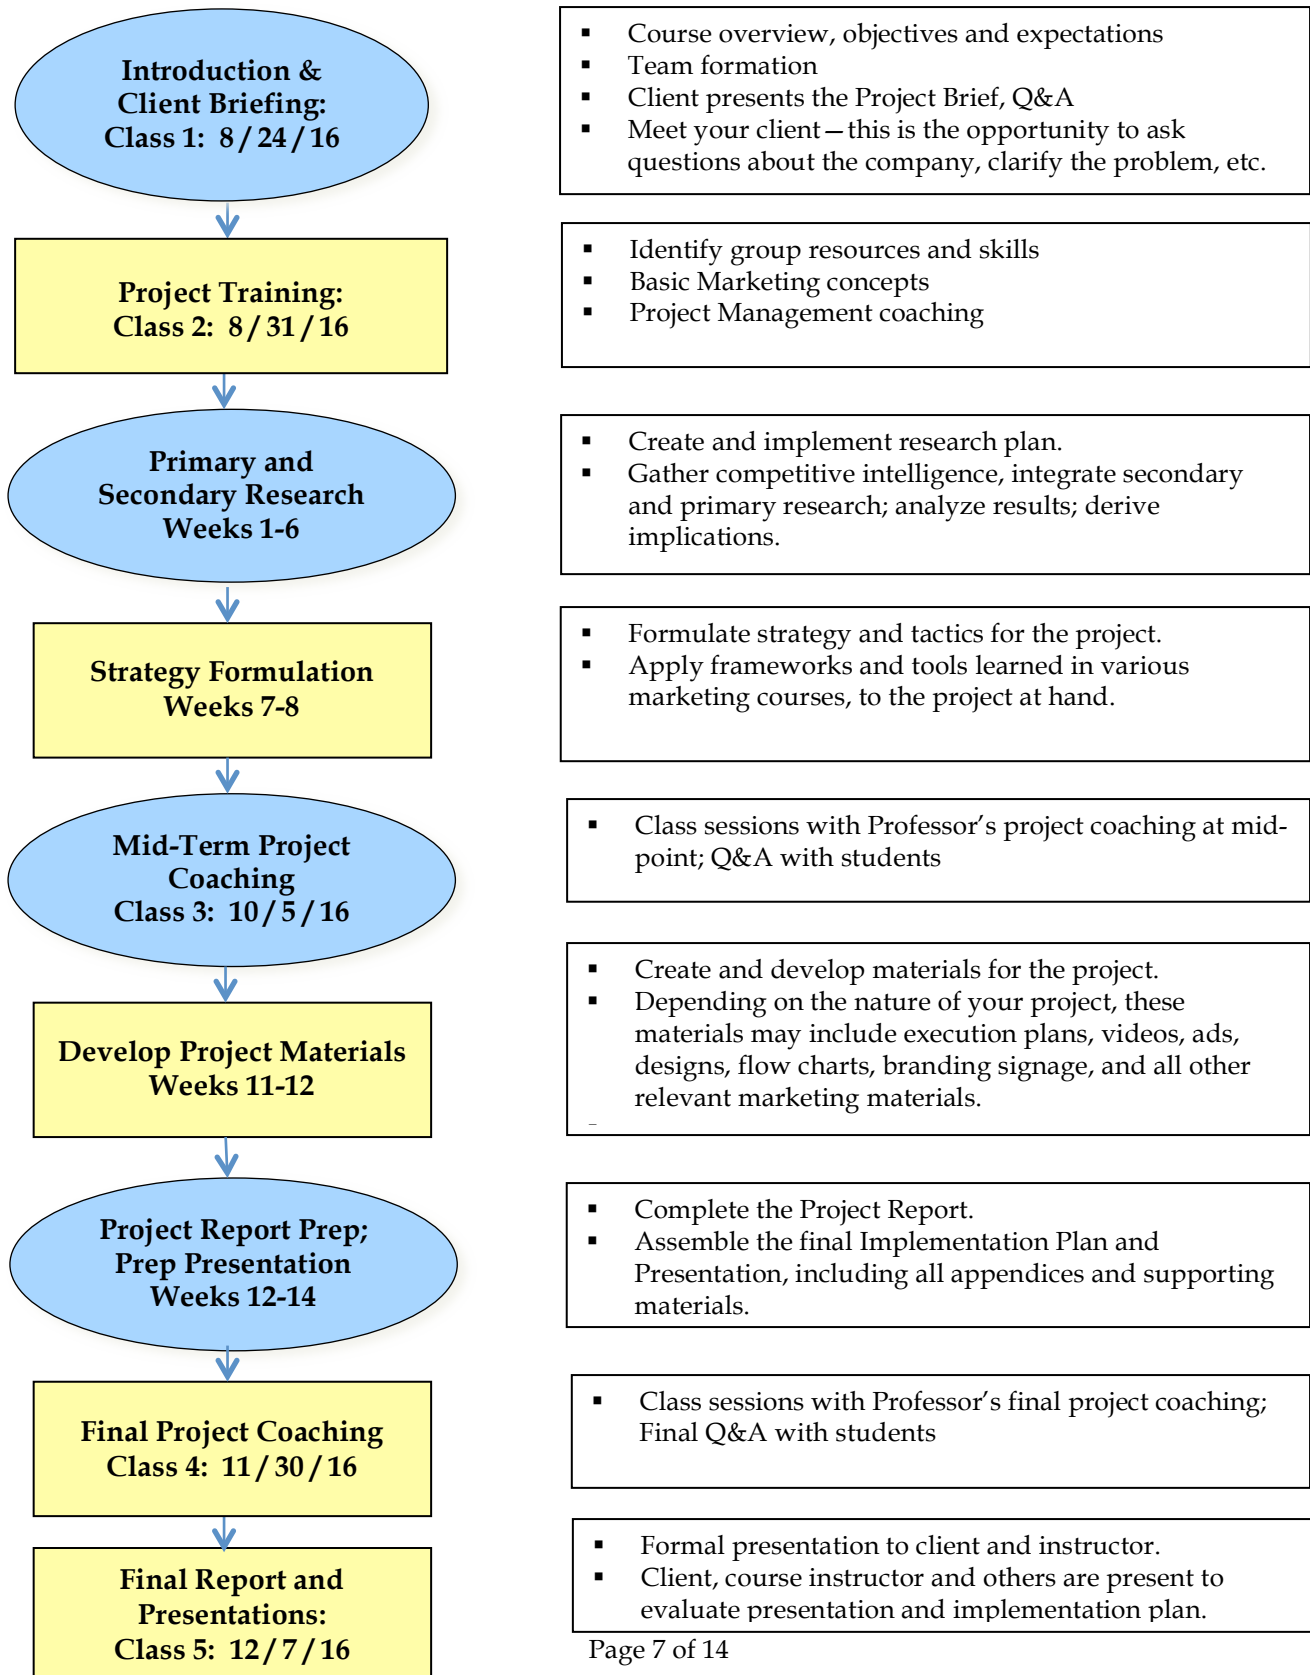 Introduction &
Client Briefing:
Class 1: 8 / 24 / 16
▪ Course overview, objectives and expectations
▪ Team formation
▪ Client presents the Project Brief, Q&A
▪ Meet your client—this is the opportunity to ask
questions about the company, clarify the problem, etc.
Project Training:
Class 2: 8 / 31 / 16
▪ Identify group resources and skills
▪ Basic Marketing concepts
▪ Project Management coaching
Primary and
Secondary Research
Weeks 1-6
▪ Create and implement research plan.
▪ Gather competitive intelligence, integrate secondary
and primary research; analyze results; derive
implications.
Strategy Formulation
Weeks 7-8
▪ Formulate strategy and tactics for the project.
▪ Apply frameworks and tools learned in various
marketing courses, to the project at hand.
Mid-Term Project
Coaching
Class 3: 10 / 5 / 16
▪ Class sessions with Professor’s project coaching at mid-
point; Q&A with students
Develop Project Materials
Weeks 11-12
▪ Create and develop materials for the project.
▪ Depending on the nature of your project, these
materials may include execution plans, videos, ads,
designs, flow charts, branding signage, and all other
relevant marketing materials.
Project Report Prep;
Prep Presentation
Weeks 12-14
▪ Complete the Project Report.
▪ Assemble the final Implementation Plan and
Presentation, including all appendices and supporting
materials.
Final Project Coaching
Class 4: 11 / 30 / 16
▪ Class sessions with Professor’s final project coaching;
Final Q&A with students
Final Report and
Presentations:
Class 5: 12 / 7 / 16
▪ Formal presentation to client and instructor.
▪ Client, course instructor and others are present to
evaluate presentation and implementation plan.
Page 7 of 14